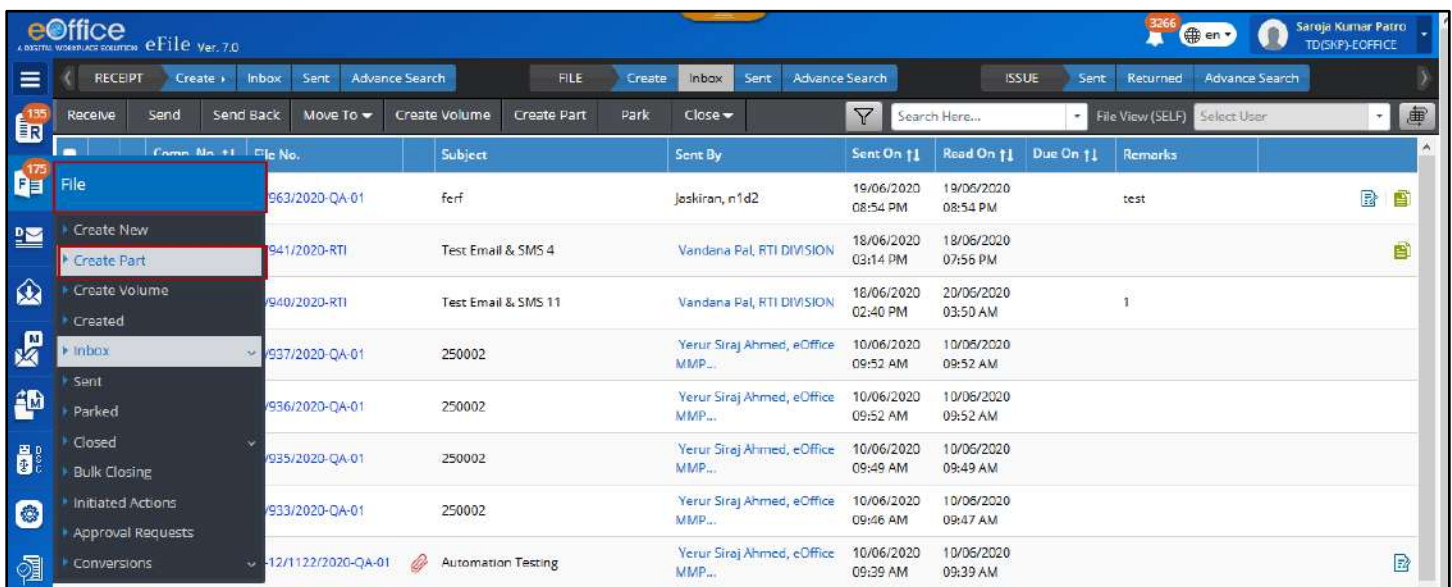 eOffice
A DIGITAL WORKPLACE SOLUTION eFile Ver. 7.0
3266
en
Saroja Kumar Patro
TD(SKP)-EOFFICE
RECEIPT Create Inbox Sent Advance Search FILE Create Inbox Sent Advance Search ISSUE Sent Returned Advance Search
135
R
Receive Send Send Back Move To Create Volume Create Part Park Close Search Here... File View (SELF) Select User
Comp. No. File No. Subject Sent By Sent On Read On Due On Remarks
175
F
File
/963/2020-QA-01 ferf Jaskiran, n1d2 19/06/2020 08:54 PM 19/06/2020 08:54 PM test
D
Create New
Create Part
/941/2020-RTI Test Email & SMS 4 Vandana Pal, RTI DIVISION 18/06/2020 03:14 PM 18/06/2020 07:56 PM
Create Volume
/940/2020-RTI Test Email & SMS 11 Vandana Pal, RTI DIVISION 18/06/2020 02:40 PM 20/06/2020 03:50 AM 1
Created
N
Inbox
/937/2020-QA-01 250002 Yerur Siraj Ahmed, eOffice MMP... 10/06/2020 09:52 AM 10/06/2020 09:52 AM
Sent
M
Parked
/936/2020-QA-01 250002 Yerur Siraj Ahmed, eOffice MMP... 10/06/2020 09:52 AM 10/06/2020 09:52 AM
Closed
DSC
/935/2020-QA-01 250002 Yerur Siraj Ahmed, eOffice MMP... 10/06/2020 09:49 AM 10/06/2020 09:49 AM
Bulk Closing
Initiated Actions
/933/2020-QA-01 250002 Yerur Siraj Ahmed, eOffice MMP... 10/06/2020 09:46 AM 10/06/2020 09:47 AM
Approval Requests
Conversions
-12/1122/2020-QA-01 Automation Testing Yerur Siraj Ahmed, eOffice MMP... 10/06/2020 09:39 AM 10/06/2020 09:39 AM